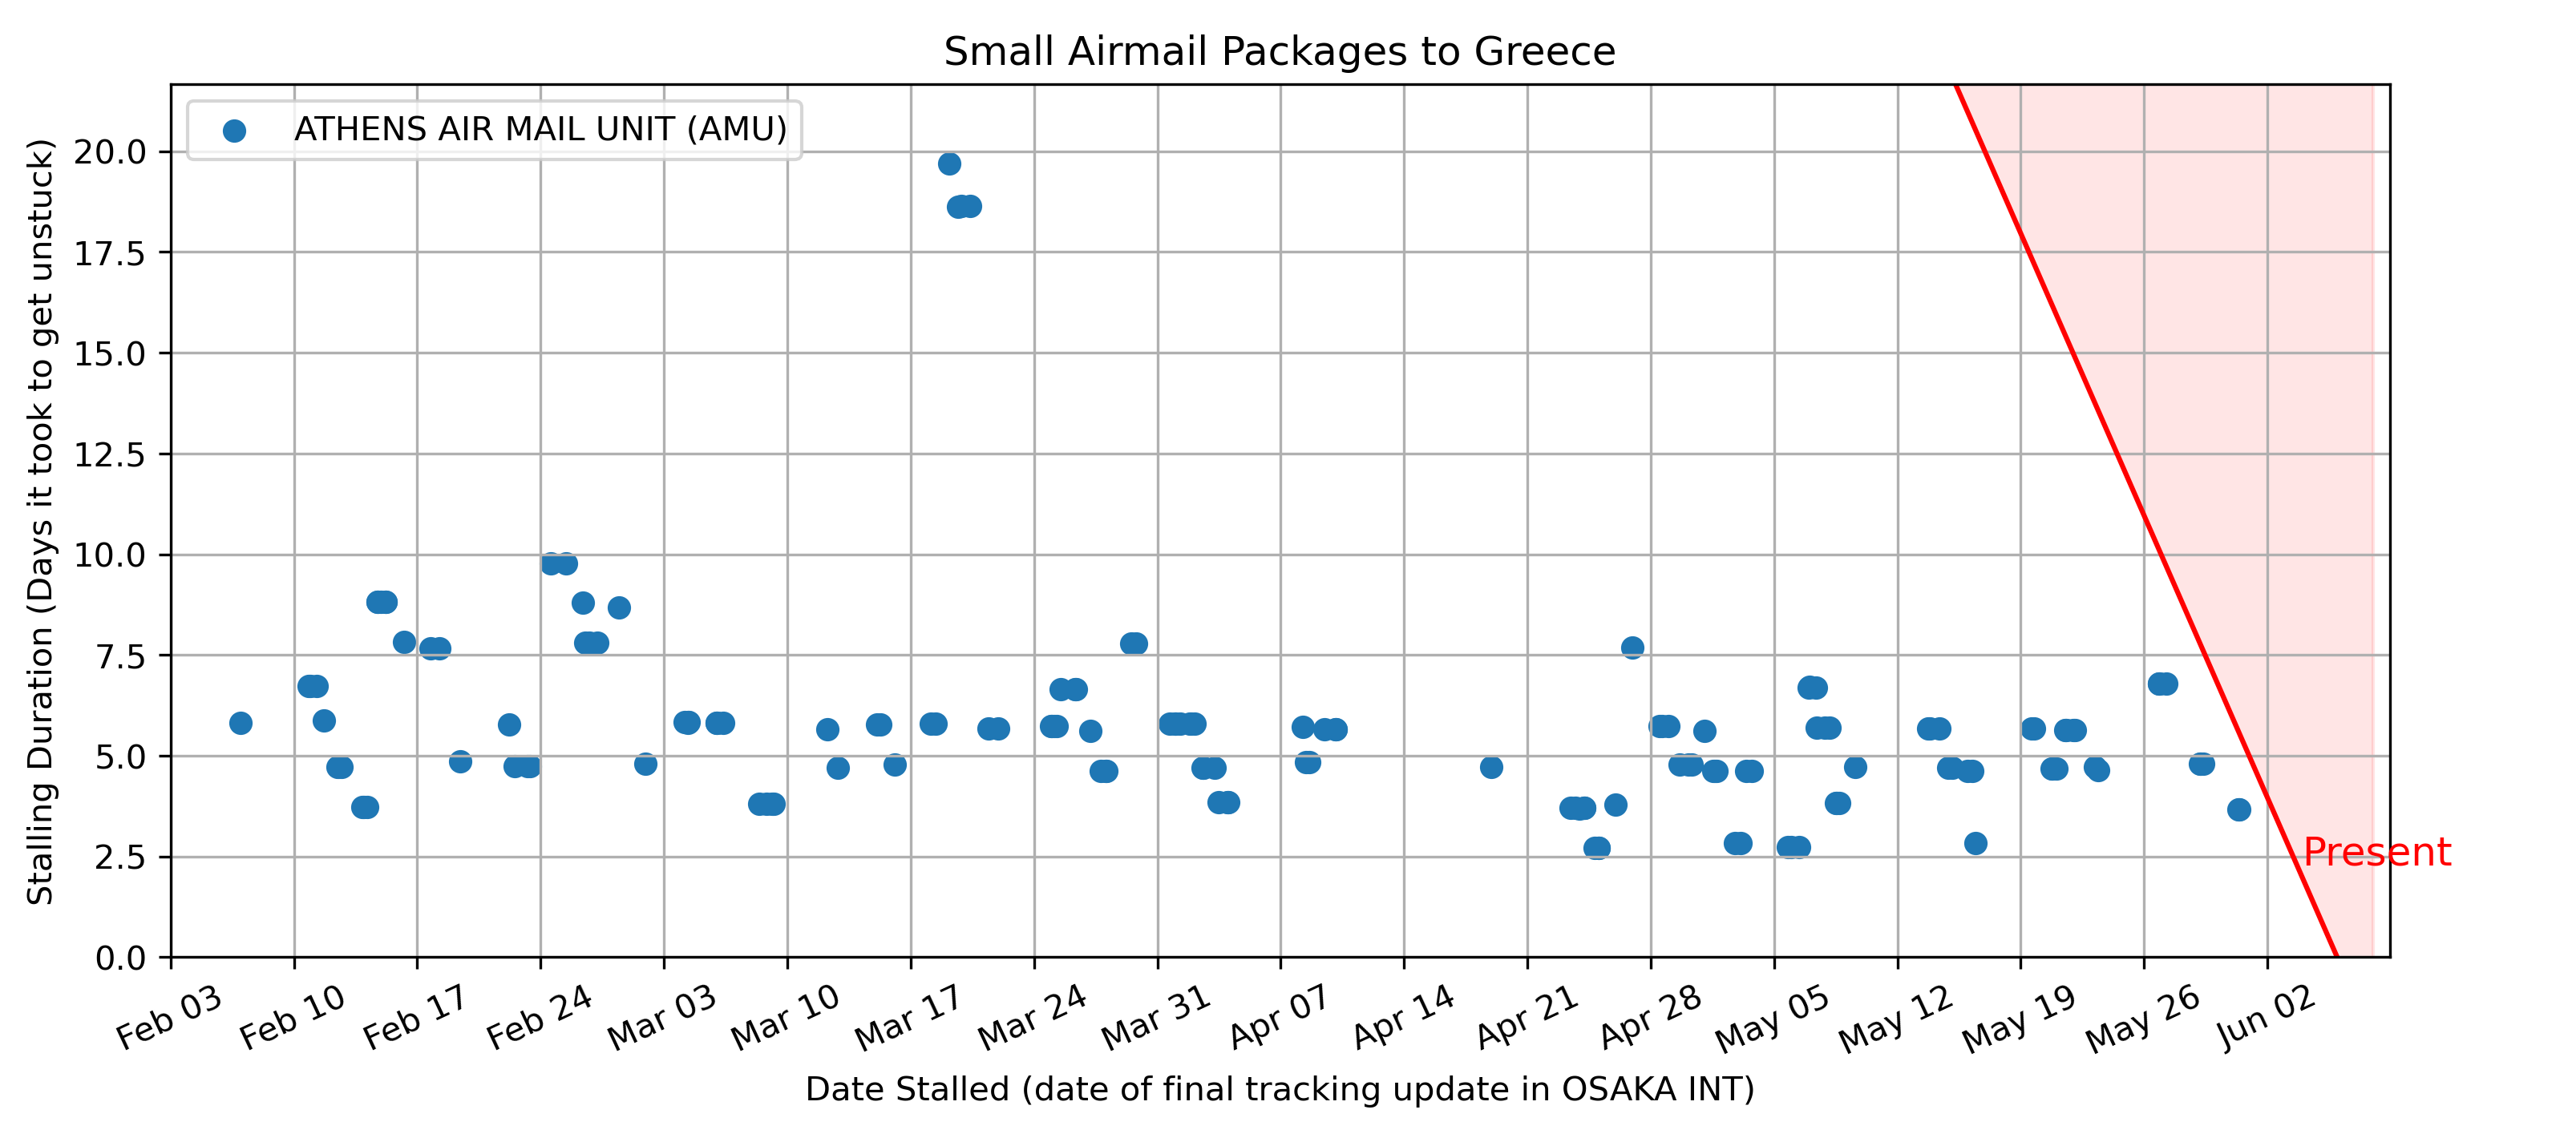 Small Airmail Packages to Greece
ATHENS AIR MAIL UNIT (AMU)
Stalling Duration (Days it took to get unstuck)
20.0
17.5
15.0
12.5
10.0
7.5
5.0
2.5
0.0
Present
Feb 03
Feb 10
Feb 17
Feb 24
Mar 03
Mar 10
Mar 17
Mar 24
Mar 31
Apr 07
Apr 14
Apr 21
Apr 28
May 05
May 12
May 19
May 26
Jun 02
Date Stalled (date of final tracking update in OSAKA INT)